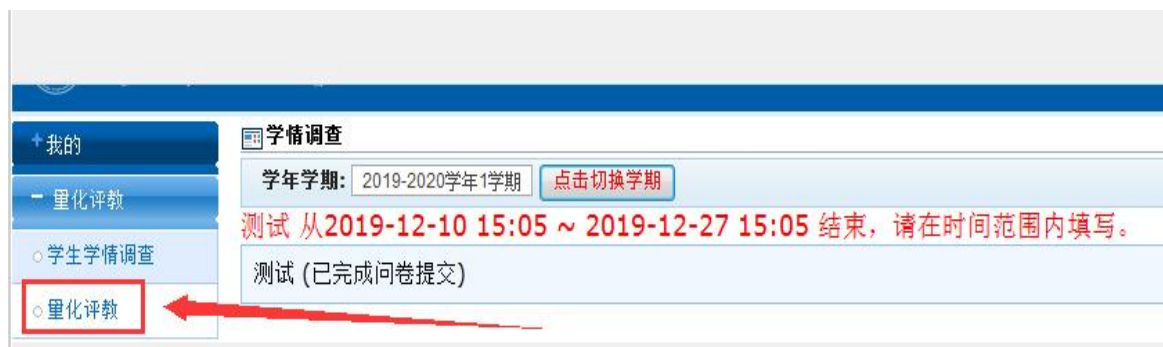 +我的
学情调查
学年学期: 2019-2020学年1学期 点击切换学期
- 量化评教
测试 从2019-12-10 15:05 ~ 2019-12-27 15:05 结束，请在时间范围内填写。
学生学情调查
测试 (已完成问卷提交)
量化评教